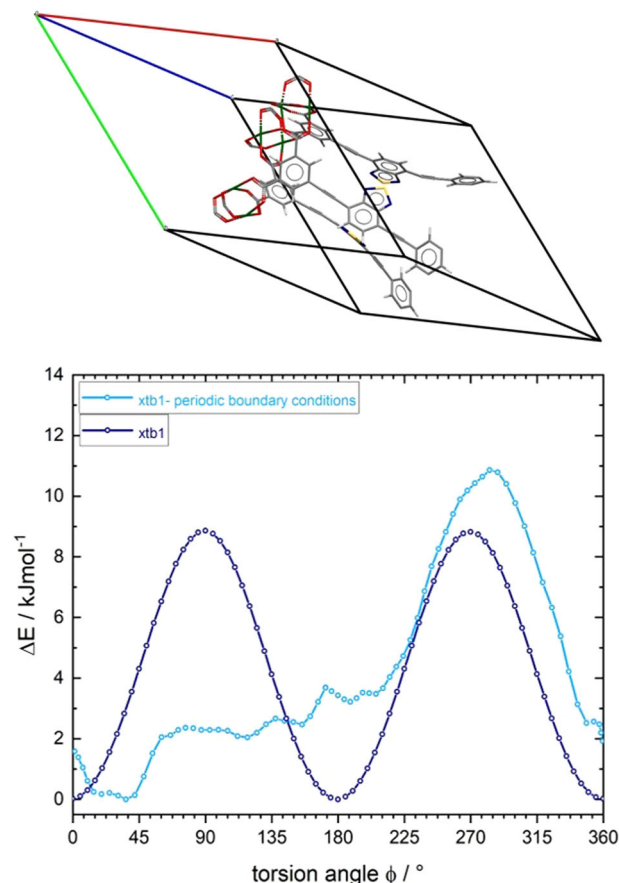 14
12
10
8
6
4
2
0
ΔE / kJmol⁻¹
xtb1- periodic boundary conditions
xtb1
0 45 90 135 180 225 270 315 360
torsion angle ϕ / °